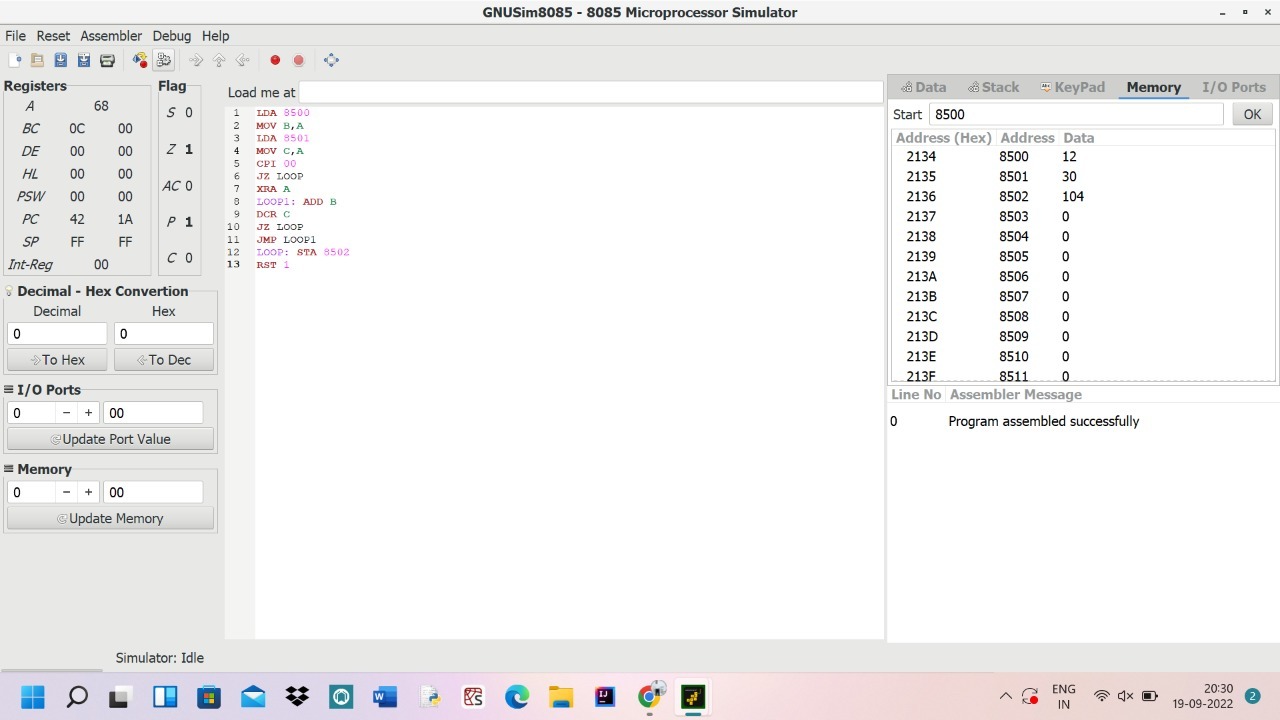 GNUSim8085 - 8085 Microprocessor Simulator
File Reset Assembler Debug Help
Registers
A 68
BC 0C 00
DE 00 00
HL 00 00
PSW 00 00
PC 42 1A
SP FF FF
Int-Reg 00
Flag
S 0
Z 1
AC 0
P 1
C 0
Decimal - Hex Convertion
Decimal Hex
0 0
To Hex To Dec
I/O Ports
0 − + 00
Update Port Value
Memory
0 − + 00
Update Memory
Load me at
1 LDA 8500
2 MOV B,A
3 LDA 8501
4 MOV C,A
5 CPI 00
6 JZ LOOP
7 XRA A
8 LOOP1: ADD B
9 DCR C
10 JZ LOOP
11 JMP LOOP1
12 LOOP: STA 8502
13 RST 1
Data Stack KeyPad Memory I/O Ports
Start 8500 OK
Address (Hex) Address Data
2134 8500 12
2135 8501 30
2136 8502 104
2137 8503 0
2138 8504 0
2139 8505 0
213A 8506 0
213B 8507 0
213C 8508 0
213D 8509 0
213E 8510 0
213F 8511 0
Line No Assembler Message
0 Program assembled successfully
Simulator: Idle
ENG
IN
20:30
19-09-2022
2